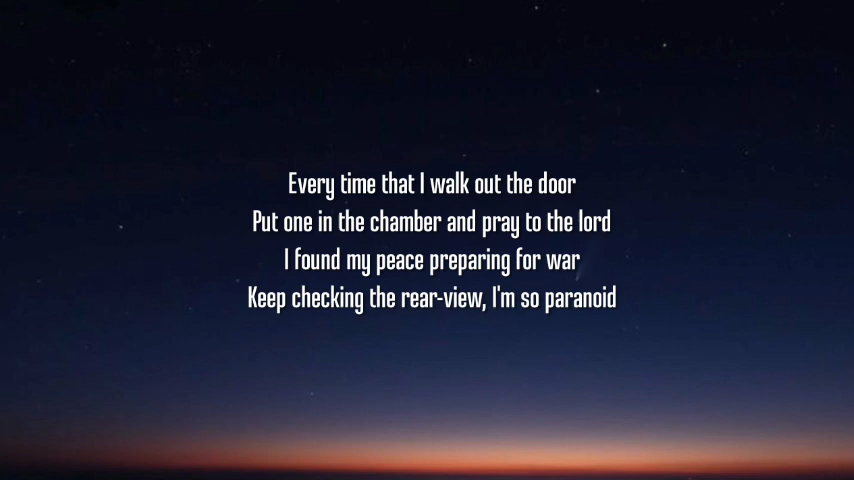 Every time that I walk out the door
Put one in the chamber and pray to the lord
I found my peace preparing for war
Keep checking the rear-view, I'm so paranoid